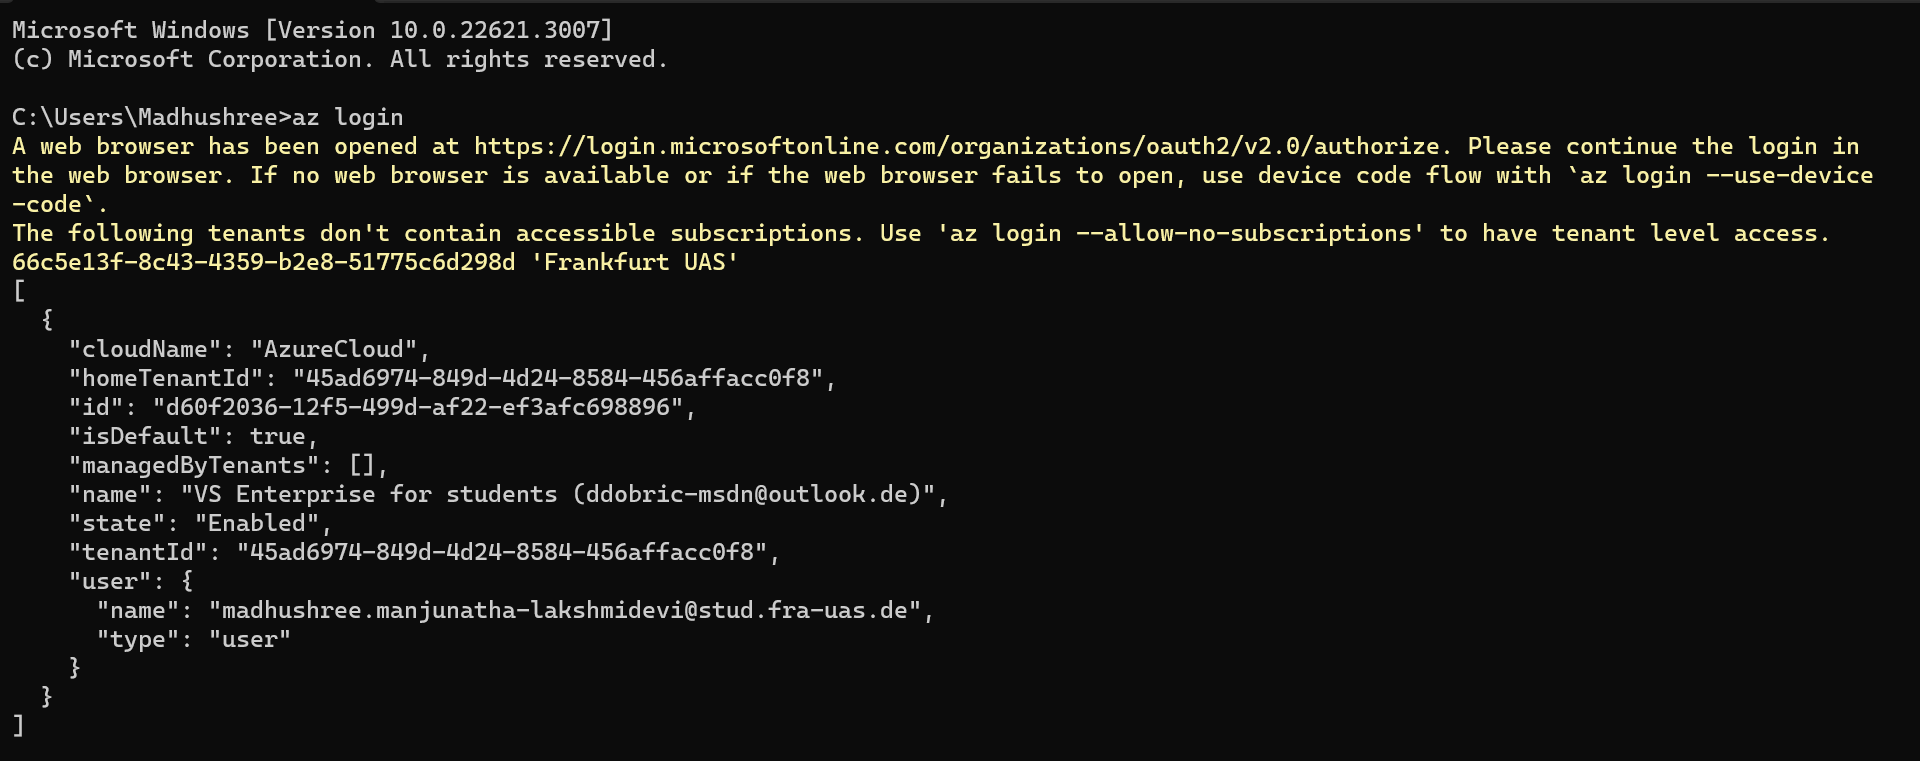 Microsoft Windows [Version 10.0.22621.3007]
(c) Microsoft Corporation. All rights reserved.
C:\Users\Madhushree>az login
A web browser has been opened at https://login.microsoftonline.com/organizations/oauth2/v2.0/authorize. Please continue the login in
the web browser. If no web browser is available or if the web browser fails to open, use device code flow with `az login --use-device
-code`.
The following tenants don't contain accessible subscriptions. Use 'az login --allow-no-subscriptions' to have tenant level access.
66c5e13f-8c43-4359-b2e8-51775c6d298d 'Frankfurt UAS'
[
  {
    "cloudName": "AzureCloud",
    "homeTenantId": "45ad6974-849d-4d24-8584-456affacc0f8",
    "id": "d60f2036-12f5-499d-af22-ef3afc698896",
    "isDefault": true,
    "managedByTenants": [],
    "name": "VS Enterprise for students (ddobric-msdn@outlook.de)",
    "state": "Enabled",
    "tenantId": "45ad6974-849d-4d24-8584-456affacc0f8",
    "user": {
      "name": "madhushree.manjunatha-lakshmidevi@stud.fra-uas.de",
      "type": "user"
    }
  }
]